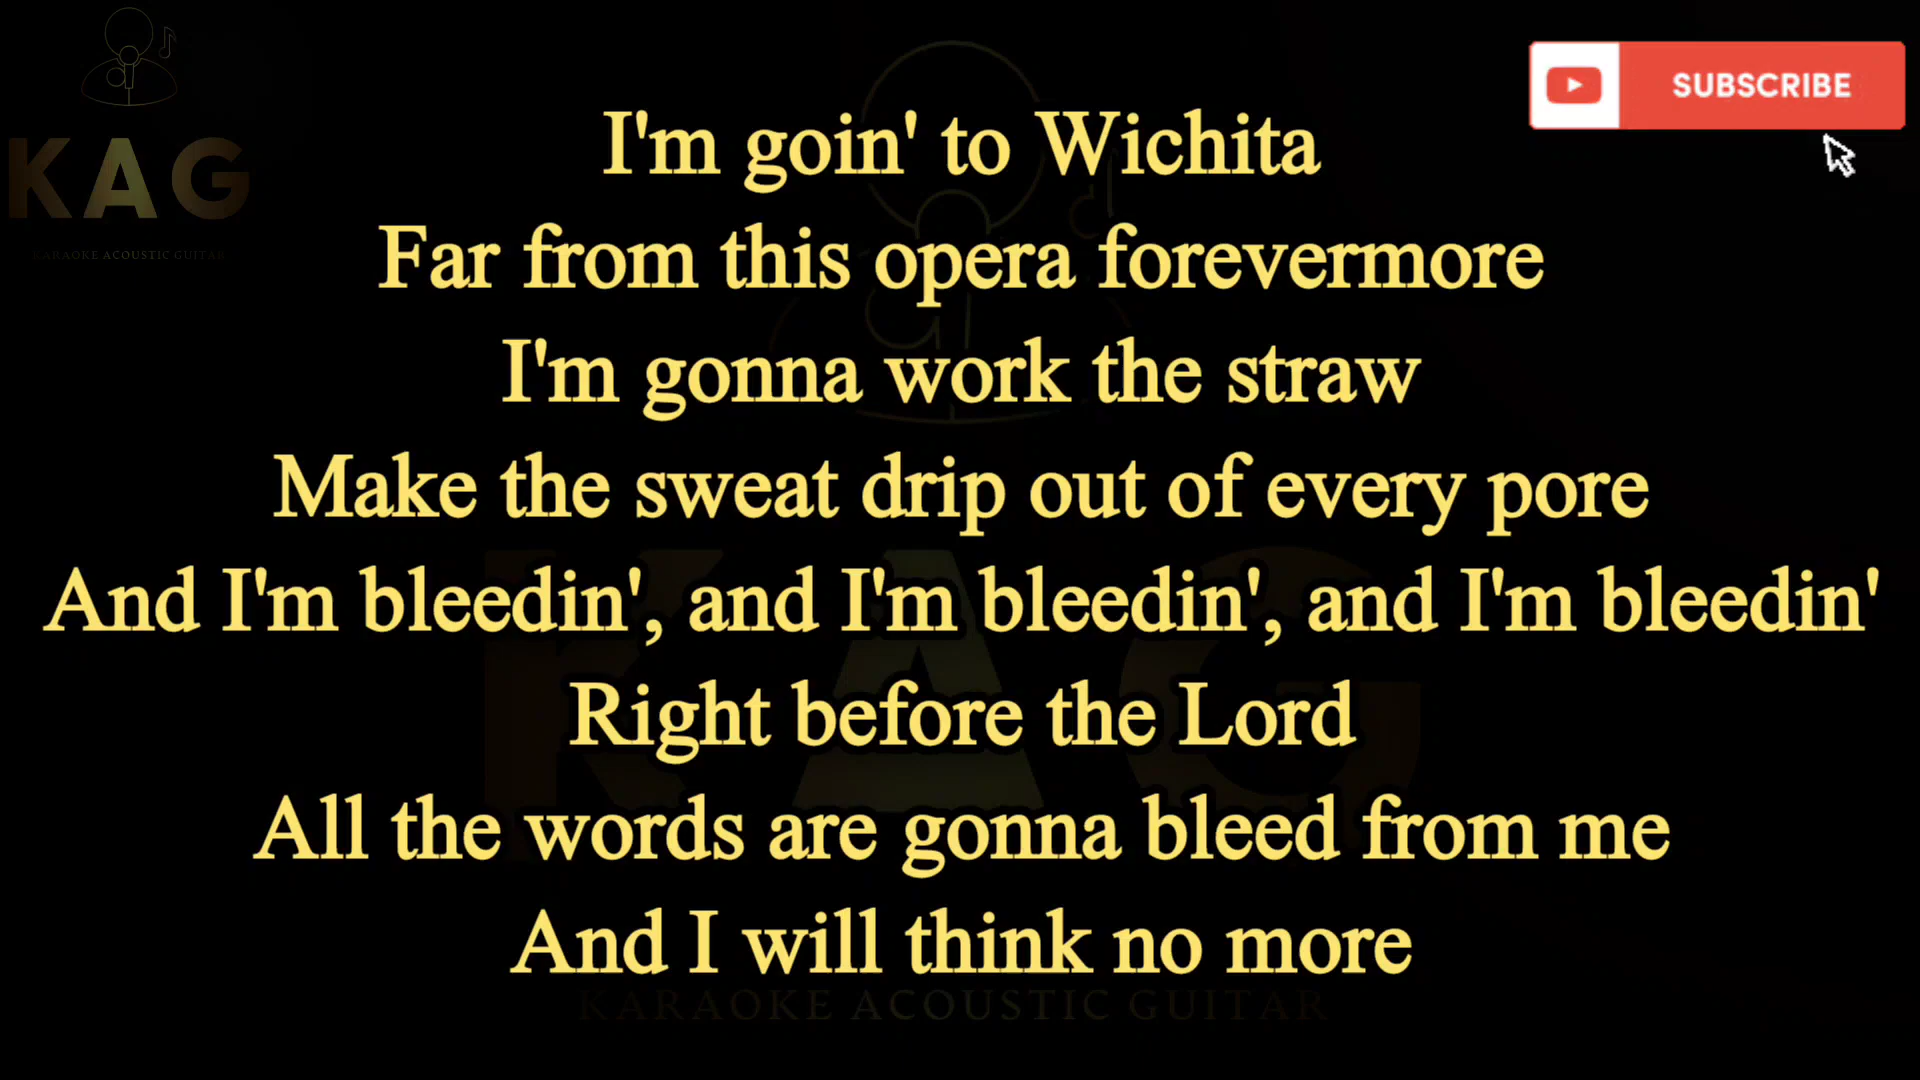 SUBSCRIBE
KAG
KARAOKE ACOUSTIC GUITAR
I'm goin' to Wichita
Far from this opera forevermore
I'm gonna work the straw
Make the sweat drip out of every pore
And I'm bleedin', and I'm bleedin', and I'm bleedin'
Right before the Lord
All the words are gonna bleed from me
And I will think no more
KAG
KARAOKE ACOUSTIC GUITAR